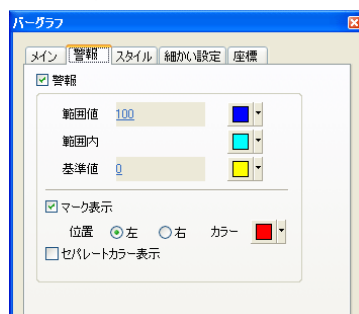 バーグラフ
メイン 警報 スタイル 細かい設定 座標
警報
範囲値 100
範囲内
基準値 0
マーク表示
位置 左 右 カラー
セパレートカラー表示